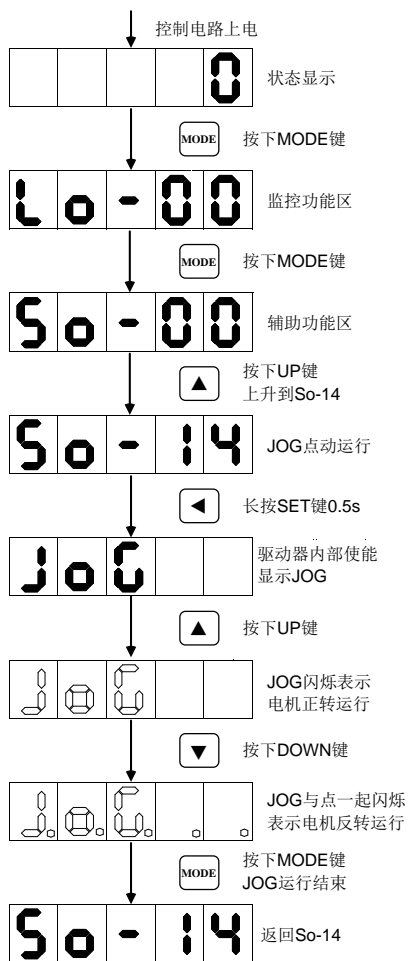 控制电路上电
0
状态显示
MODE
按下MODE键
Lo-00
监控功能区
MODE
按下MODE键
So-00
辅助功能区
▲
按下UP键
上升到So-14
So-14
JOG点动运行
◀
长按SET键0.5s
JoG
驱动器内部使能
显示JOG
▲
按下UP键
JoG
JOG闪烁表示
电机正转运行
▼
按下DOWN键
J.o.G. . .
JOG与点一起闪烁
表示电机反转运行
MODE
按下MODE键
JOG运行结束
So-14
返回So-14